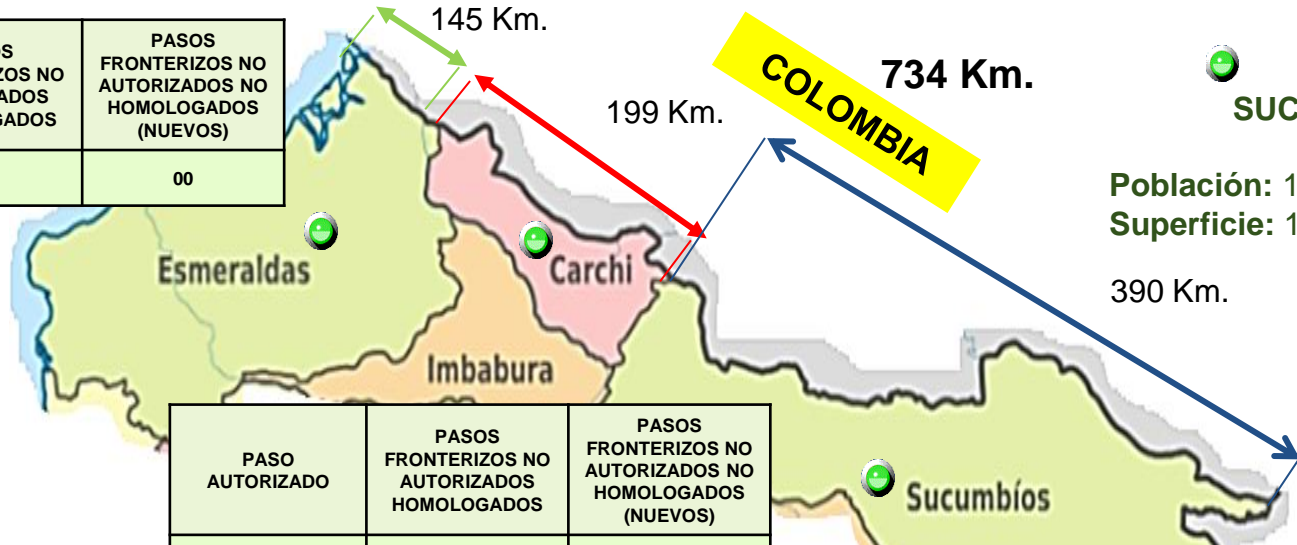 145 Km.
PASOS
FRONTERIZOS NO
AUTORIZADOS NO
HOMOLOGADOS
(NUEVOS)
00
199 Km.
COLOMBIA
734 Km.
Población:
Superficie:
390 Km.
Esmeraldas
Carchi
Imbabura
Sucumbíos
PASO
AUTORIZADO
PASOS
FRONTERIZOS NO
AUTORIZADOS
HOMOLOGADOS
PASOS
FRONTERIZOS NO
AUTORIZADOS NO
HOMOLOGADOS
(NUEVOS)